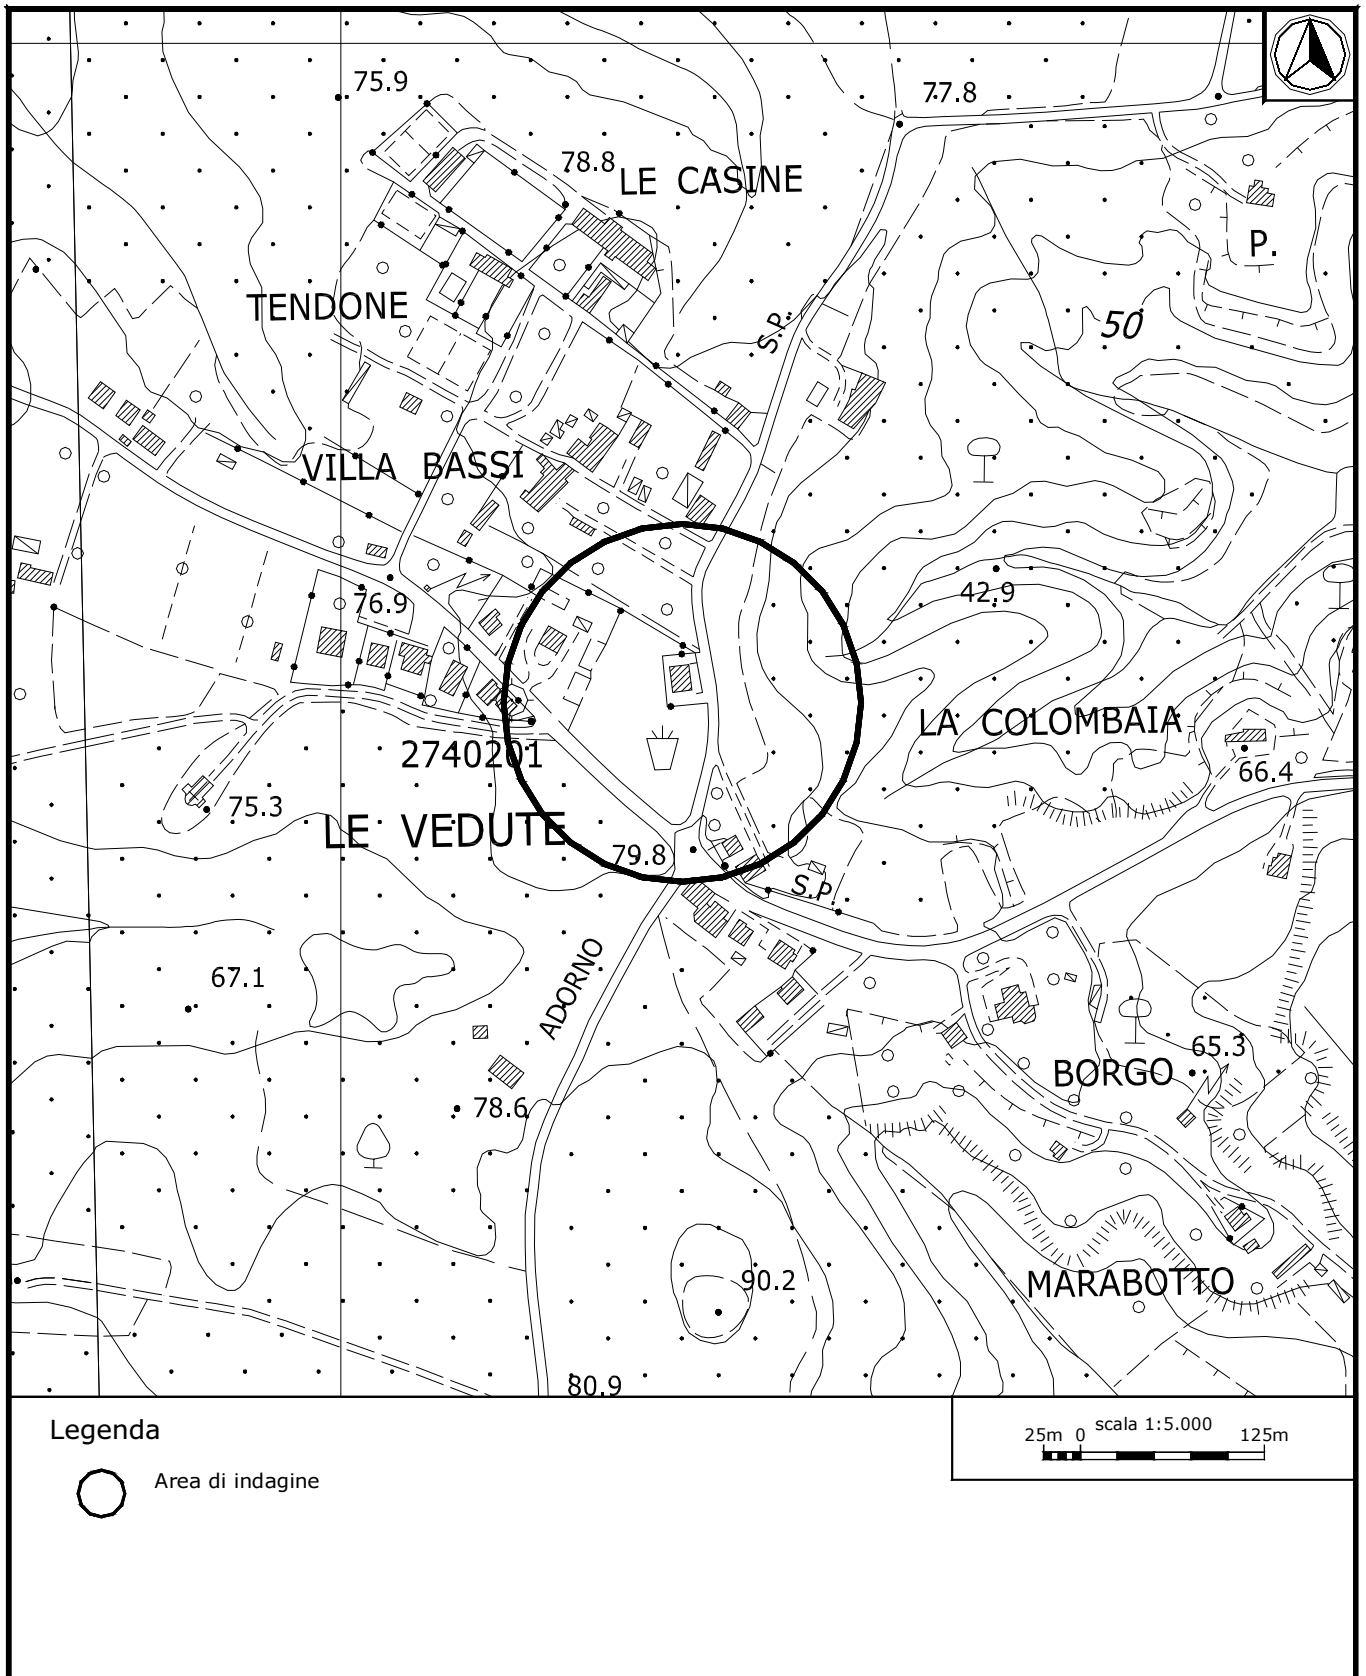 75.9
77.8
78.8
LE CASINE
P.
TENDONE
S.P.
50
VILLA BASSI
42.9
76.9
LA COLOMBAIA
2740201
66.4
75.3
LE VEDUTE
79.8
S.P.
ADORNO
67.1
65.3
BORGO
78.6
90.2
MARABOTTO
80.9
Legenda
Area di indagine
scala 1:5.000
25m 0 125m